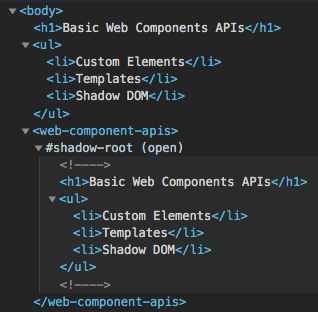 <body>
<h1>Basic Web Components APIs</h1>
<ul>
<li>Custom Elements</li>
<li>Templates</li>
<li>Shadow DOM</li>
</ul>
<web-component-apis>
#shadow-root (open)
<!---->
<h1>Basic Web Components APIs</h1>
<ul>
<li>Custom Elements</li>
<li>Templates</li>
<li>Shadow DOM</li>
</ul>
<!---->
</web-component-apis>